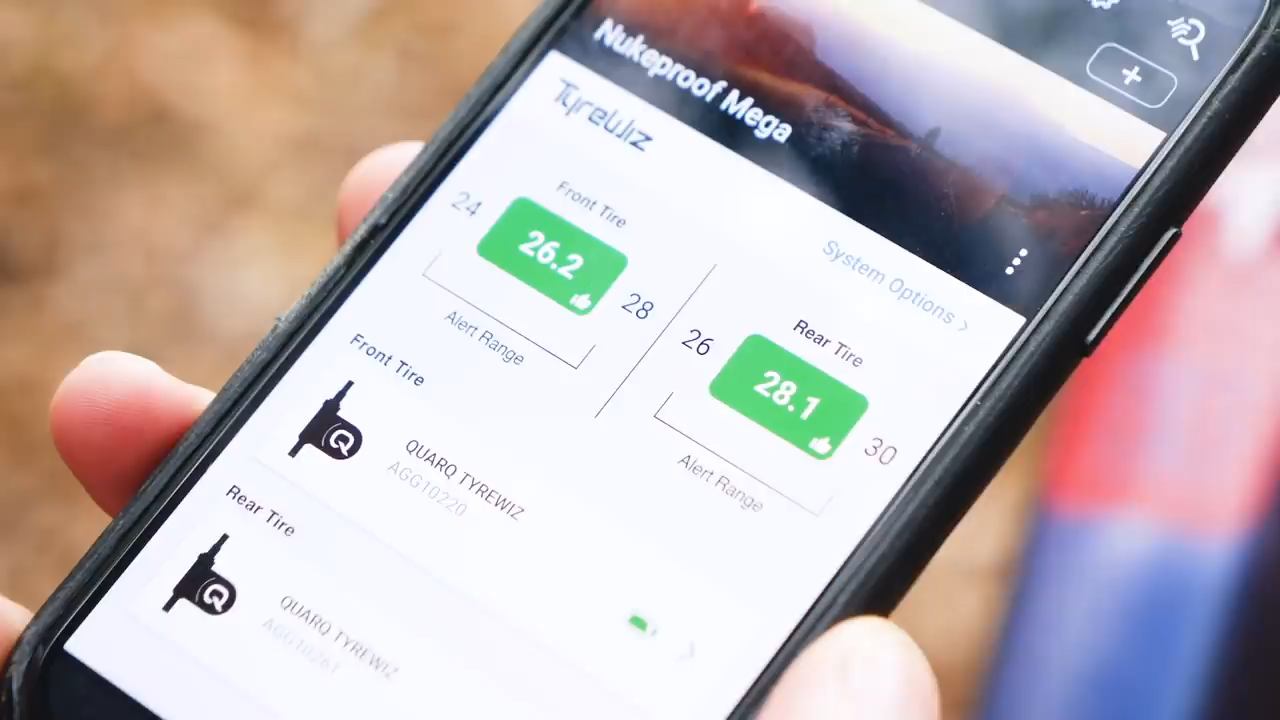 +
Nukeproof Mega
TyreWiz
System Options >
Front Tire
24
26.2
28
Alert Range
Rear Tire
26
28.1
30
Alert Range
Front Tire
Q
QUARQ TYREWIZ
AGG10220
Rear Tire
Q
QUARQ TYREWIZ
AGG10261